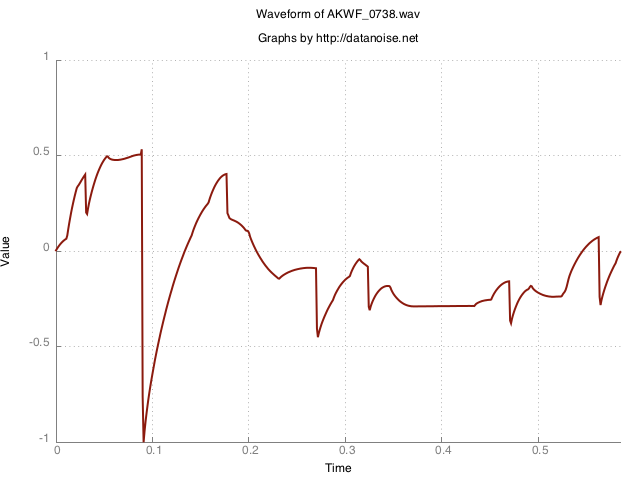 Waveform of AKWF_0738.wav
Graphs by http://datanoise.net
1
0.5
0
-0.5
-1
Value
0 0.1 0.2 0.3 0.4 0.5
Time